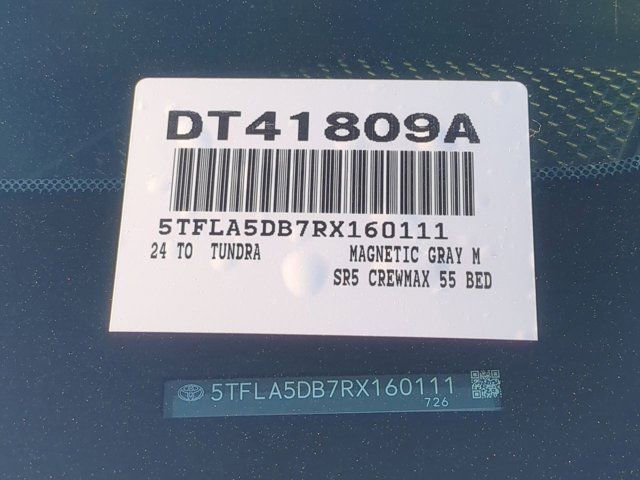 DT41809A
5TFLA5DB7RX160111
24 TO TUNDRA MAGNETIC GRAY M
SR5 CREWMAX 55 BED
5TFLA5DB7RX160111
726